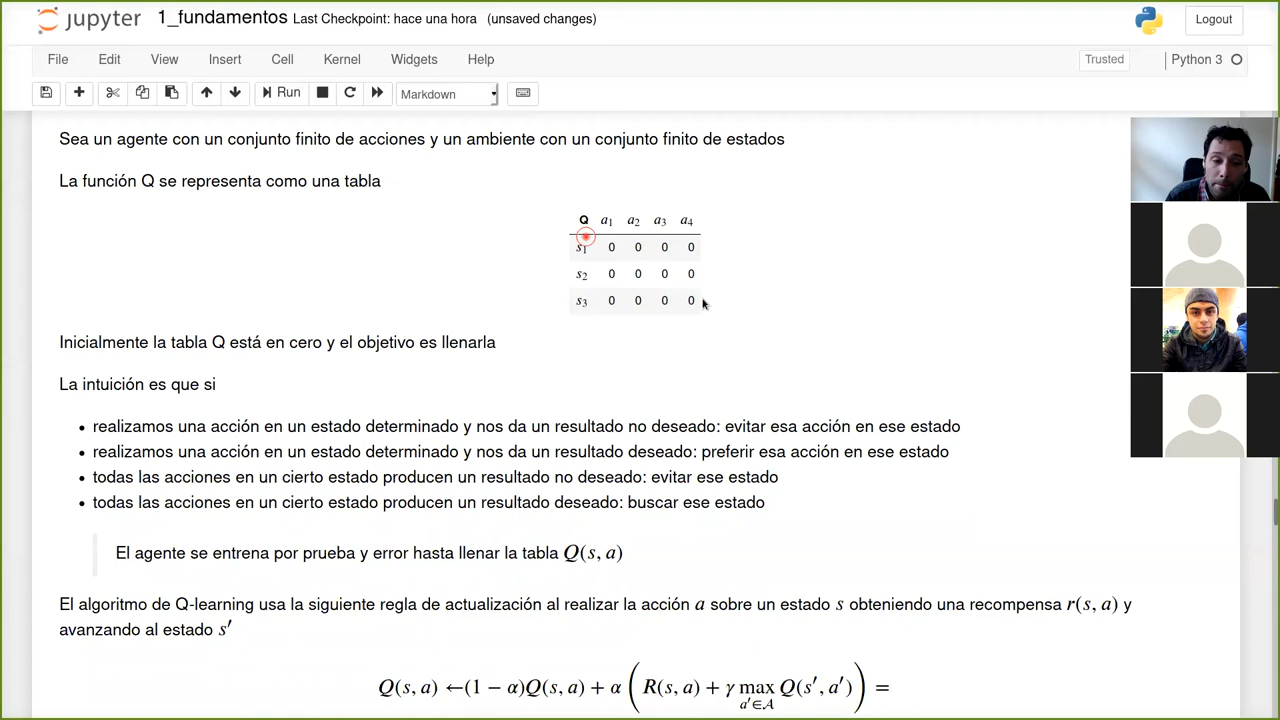 jupyter 1_fundamentos Last Checkpoint: hace una hora (unsaved changes) Logout
File Edit View Insert Cell Kernel Widgets Help Trusted Python 3
Run Markdown
Sea un agente con un conjunto finito de acciones y un ambiente con un conjunto finito de estados
La función Q se representa como una tabla
Q a₁ a₂ a₃ a₄
s₁ 0 0 0 0
s₂ 0 0 0 0
s₃ 0 0 0 0
Inicialmente la tabla Q está en cero y el objetivo es llenarla
La intuición es que si
• realizamos una acción en un estado determinado y nos da un resultado no deseado: evitar esa acción en ese estado
• realizamos una acción en un estado determinado y nos da un resultado deseado: preferir esa acción en ese estado
• todas las acciones en un cierto estado producen un resultado no deseado: evitar ese estado
• todas las acciones en un cierto estado producen un resultado deseado: buscar ese estado
El agente se entrena por prueba y error hasta llenar la tabla Q(s, a)
El algoritmo de Q-learning usa la siguiente regla de actualización al realizar la acción a sobre un estado s obteniendo una recompensa r(s, a) y
avanzando al estado s′
Q(s, a) ←(1 − α)Q(s, a) + α (R(s, a) + γ max Q(s′, a′)) =
a′∈𝒜